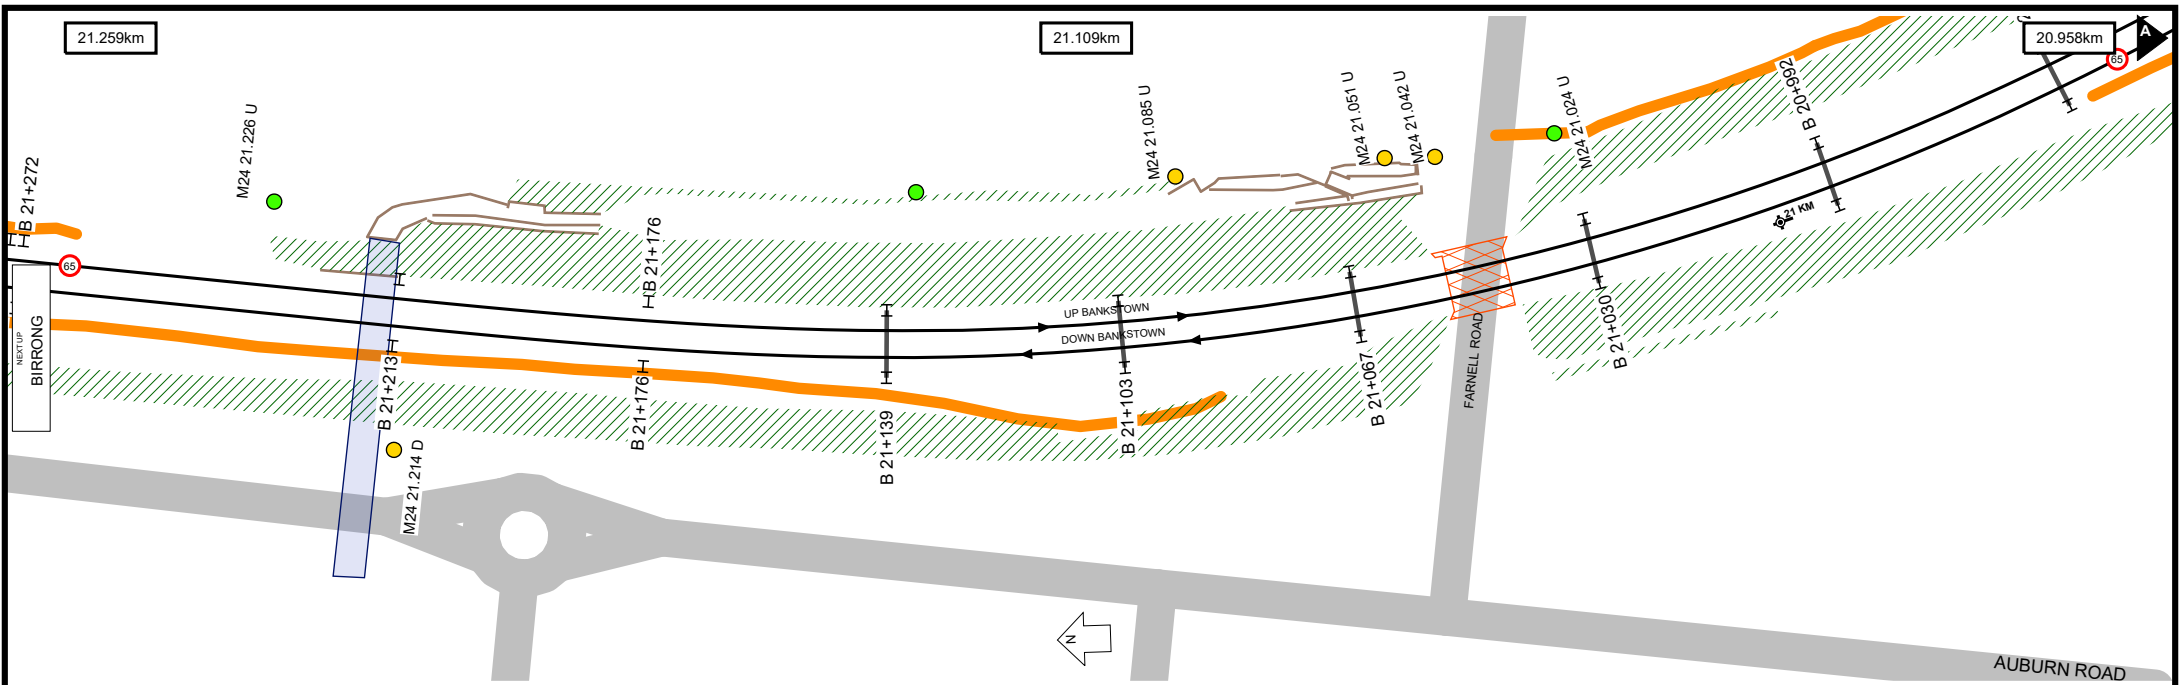 21.259km
21.109km
20.958km
A
65
M24 21.226 U
M24 21.085 U
M24 21.051 U
M24 21.042 U
M24 21.024 U
B 20+992
B 21+272
65
B 21+176
21 KM
UP BANKSTOWN
DOWN BANKSTOWN
NEXT UP
BIRRONG
B 21+213
B 21+176
B 21+139
B 21+103
B 21+067
FARNELL ROAD
B 21+030
M24 21.214 D
N
AUBURN ROAD